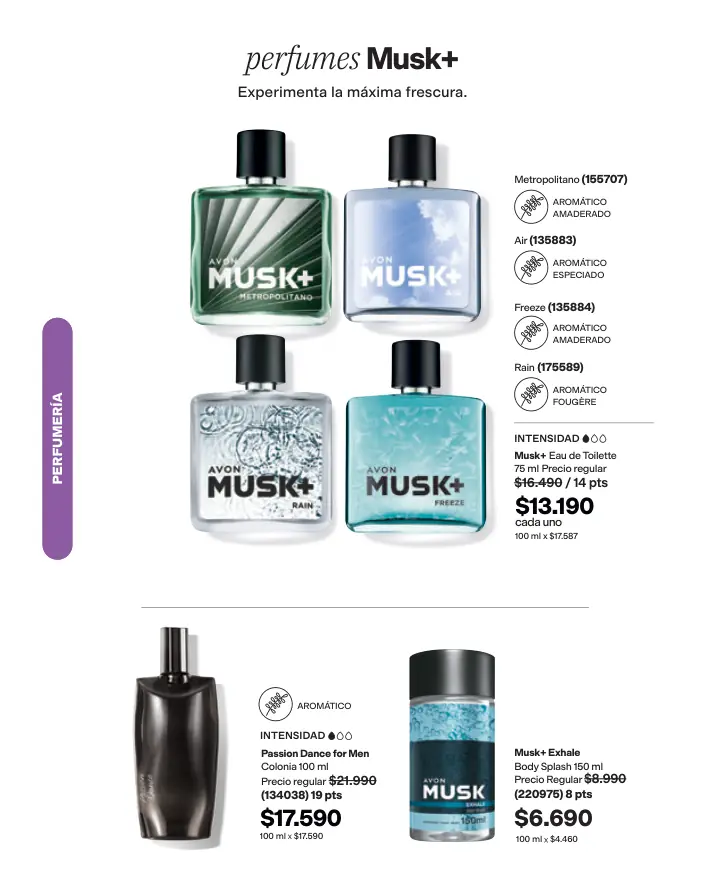 perfumes Musk+
Experimenta la máxima frescura.
AVON
MUSK+
METROPOLITANO
AVON
MUSK+
AIR
Metropolitano (155707)
AROMÁTICO
AMADERADO
Air (135883)
AROMÁTICO
ESPECIADO
Freeze (135884)
AROMÁTICO
AMADERADO
Rain (175589)
AROMÁTICO
FOUGÈRE
AVON
MUSK+
RAIN
AVON
MUSK+
FREEZE
INTENSIDAD
Musk+ Eau de Toilette
75 ml Precio regular
$16.490 / 14 pts
$13.190
cada uno
100 ml x $17.587
PERFUMERÍA
AROMÁTICO
INTENSIDAD
Passion Dance for Men
Colonia 100 ml
Precio regular $21.990
(134038) 19 pts
$17.590
100 ml x $17.590
AVON
MUSK
EXHALE
150ml
Musk+ Exhale
Body Splash 150 ml
Precio Regular $8.990
(220975) 8 pts
$6.690
100 ml x $4.460